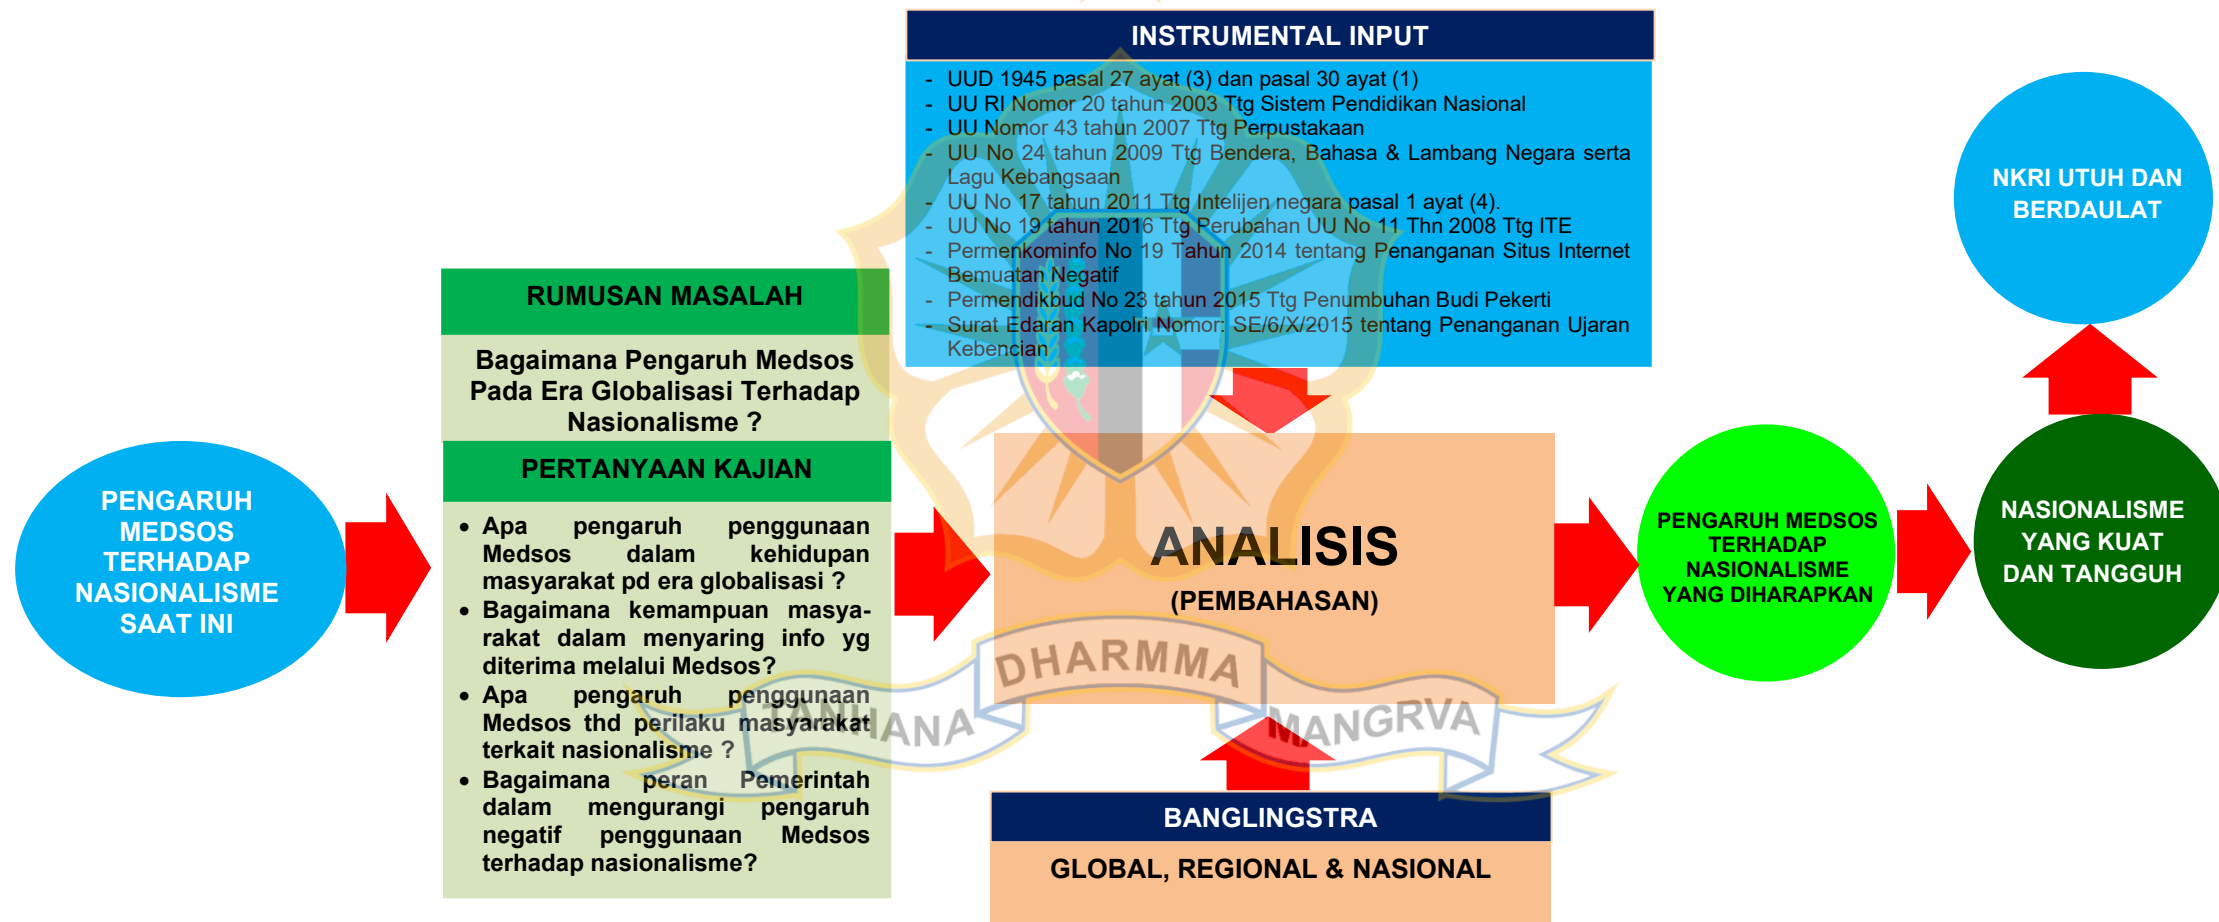 INSTRUMENTAL INPUT
- UUD 1945 pasal 27 ayat (3) dan pasal 30 ayat (1)
- UU RI Nomor 20 tahun 2003 Ttg Sistem Pendidikan Nasional
- UU Nomor 43 tahun 2007 Ttg Perpustakaan
- UU No 24 tahun 2009 Ttg Bendera, Bahasa & Lambang Negara serta
Lagu Kebangsaan
- UU No 17 tahun 2011 Ttg Intelijen negara pasal 1 ayat (4).
- UU No 19 tahun 2016 Ttg Perubahan UU No 11 Thn 2008 Ttg ITE
- Permenkominfo No 19 Tahun 2014 tentang Penanganan Situs Internet
Bemuatan Negatif
- Permendikbud No 23 tahun 2015 Ttg Penumbuhan Budi Pekerti
- Surat Edaran Kapolri Nomor: SE/6/X/2015 tentang Penanganan Ujaran
Kebencian
NKRI UTUH DAN
BERDAULAT
RUMUSAN MASALAH
Bagaimana Pengaruh Medsos
Pada Era Globalisasi Terhadap
Nasionalisme ?
PERTANYAAN KAJIAN
• Apa pengaruh penggunaan
Medsos dalam kehidupan
masyarakat pd era globalisasi ?
• Bagaimana kemampuan masya-
rakat dalam menyaring info yg
diterima melalui Medsos?
• Apa pengaruh penggunaan
Medsos thd perilaku masyarakat
terkait nasionalisme ?
• Bagaimana peran Pemerintah
dalam mengurangi pengaruh
negatif penggunaan Medsos
terhadap nasionalisme?
PENGARUH
MEDSOS
TERHADAP
NASIONALISME
SAAT INI
ANALISIS
(PEMBAHASAN)
PENGARUH MEDSOS
TERHADAP
NASIONALISME
YANG DIHARAPKAN
NASIONALISME
YANG KUAT
DAN TANGGUH
TANHANA DHARMMA MANGRVA
BANGLINGSTRA
GLOBAL, REGIONAL & NASIONAL